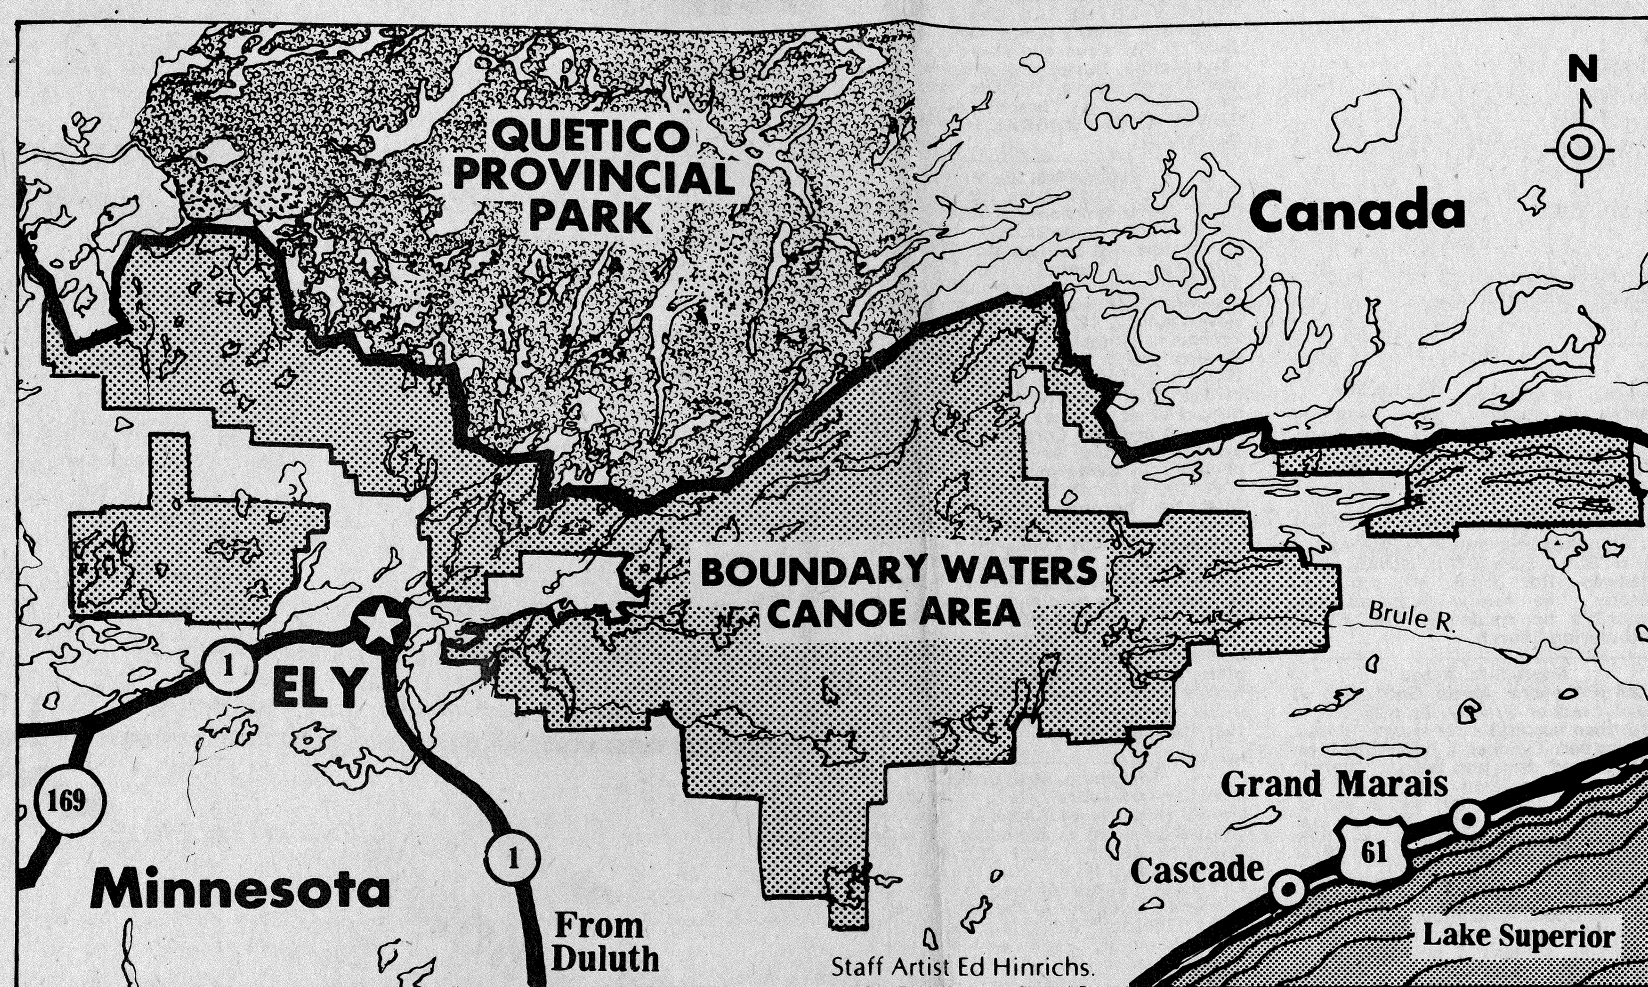 N
QUETICO
PROVINCIAL
PARK
Canada
BOUNDARY WATERS
CANOE AREA
Brule R.
1
ELY
169
Grand Marais
61
1
Cascade
Minnesota
From
Duluth
Lake Superior
Staff Artist Ed Hinrichs.